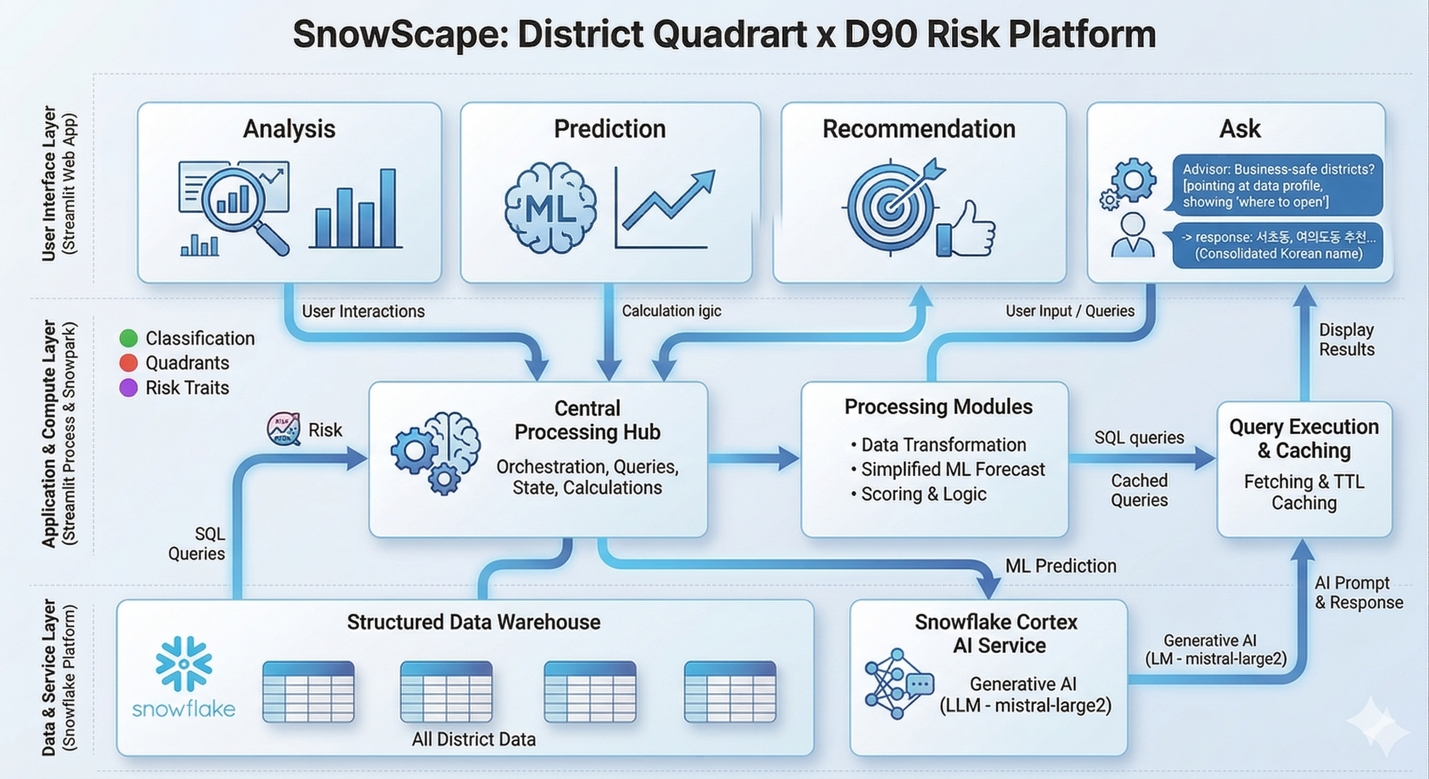 SnowScape: District Quadrart x D90 Risk Platform
User Interface Layer
(Streamlit Web App)
Analysis
Prediction
ML
Recommendation
Ask
Advisor: Business-safe districts?
[pointing at data profile,
showing 'where to open']
-> response: 서초동, 여의도동 추천...
(Consolidated Korean name)
User Interactions
Calculation igic
User Input / Queries
Display
Results
Application & Compute Layer
(Streamlit Process & Snowpark)
Classification
Quadrants
Risk Traits
Risk
SQL
Queries
Central
Processing Hub
Orchestration, Queries,
State, Calculations
Processing Modules
• Data Transformation
• Simplified ML Forecast
• Scoring & Logic
SQL queries
Cached
Queries
Query Execution
& Caching
Fetching & TTL
Caching
ML Prediction
AI Prompt
& Response
Data & Service Layer
(Snowflake Platform)
Structured Data Warehouse
snowflake
All District Data
Snowflake Cortex
AI Service
Generative AI
(LLM - mistral-large2)
Generative AI
(LM - mistral-large2)